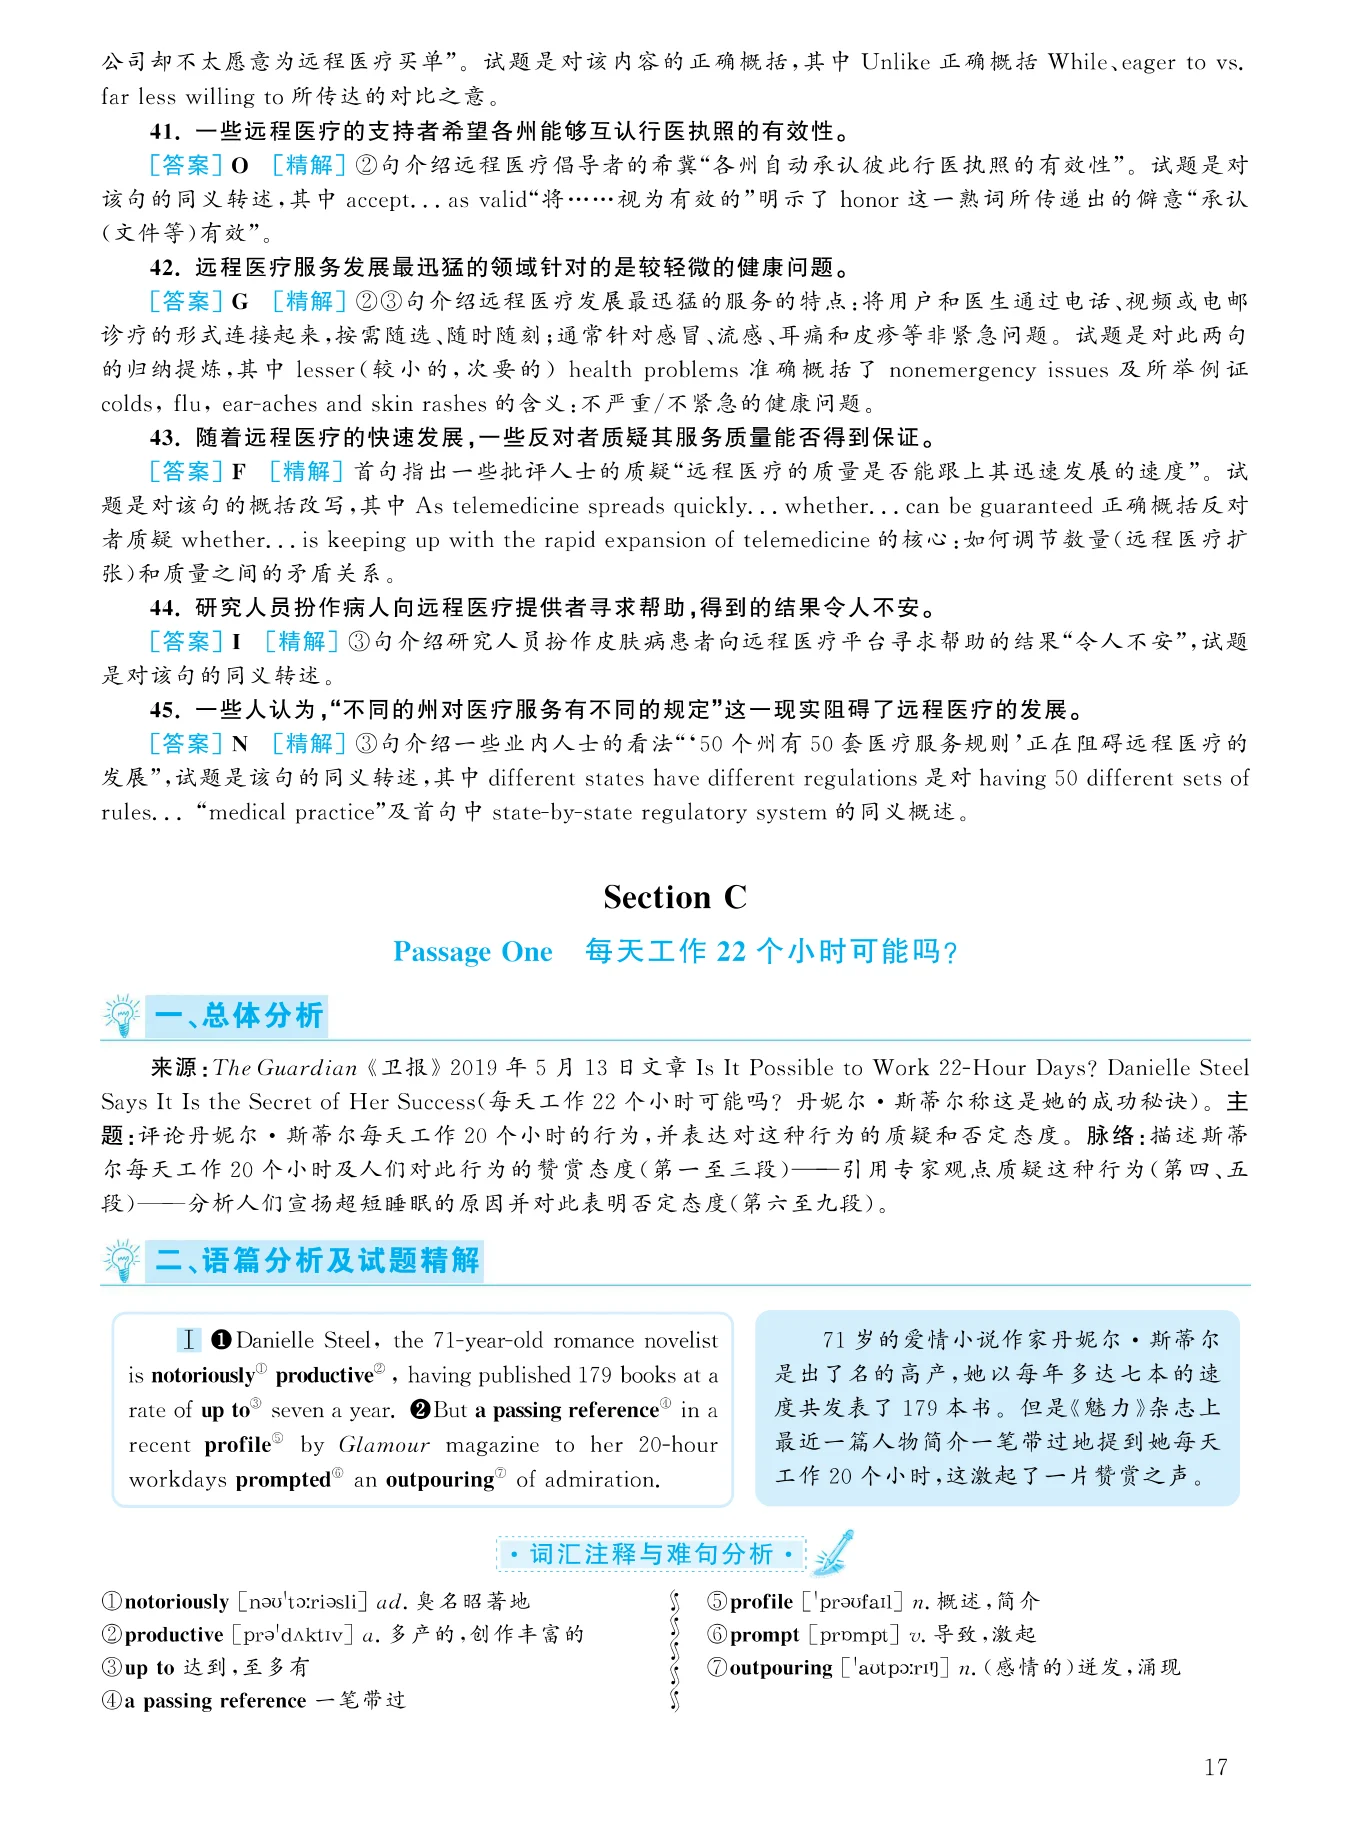 公司却不太愿意为远程医疗买单”。试题是对该内容的正确概括,其中 Unlike 正确概括 While、eager to vs.
far less willing to 所传达的对比之意。
41. 一些远程医疗的支持者希望各州能够互认行医执照的有效性。
[答案] O [精解] ②句介绍远程医疗倡导者的希冀“各州自动承认彼此行医执照的有效性”。试题是对
该句的同义转述,其中 accept... as valid“将……视为有效的”明示了 honor 这一熟词所传递出的僻意“承认
(文件等)有效”。
42. 远程医疗服务发展最迅猛的领域针对的是较轻微的健康问题。
[答案] G [精解] ②③句介绍远程医疗发展最迅猛的服务的特点:将用户和医生通过电话、视频或电邮
诊疗的形式连接起来,按需随选、随时随刻;通常针对感冒、流感、耳痛和皮疹等非紧急问题。试题是对此两句
的归纳提炼,其中 lesser(较小的,次要的) health problems 准确概括了 nonemergency issues 及所举例证
colds, flu, ear-aches and skin rashes 的含义:不严重/不紧急的健康问题。
43. 随着远程医疗的快速发展,一些反对者质疑其服务质量能否得到保证。
[答案] F [精解] 首句指出一些批评人士的质疑“远程医疗的质量是否能跟上其迅速发展的速度”。试
题是对该句的概括改写,其中 As telemedicine spreads quickly... whether... can be guaranteed 正确概括反对
者质疑 whether... is keeping up with the rapid expansion of telemedicine 的核心:如何调节数量(远程医疗扩
张)和质量之间的矛盾关系。
44. 研究人员扮作病人向远程医疗提供者寻求帮助,得到的结果令人不安。
[答案] I [精解] ③句介绍研究人员扮作皮肤病患者向远程医疗平台寻求帮助的结果“令人不安”,试题
是对该句的同义转述。
45. 一些人认为,“不同的州对医疗服务有不同的规定”这一现实阻碍了远程医疗的发展。
[答案] N [精解] ③句介绍一些业内人士的看法“‘50 个州有 50 套医疗服务规则’正在阻碍远程医疗的
发展”,试题是该句的同义转述,其中 different states have different regulations 是对 having 50 different sets of
rules... “medical practice”及首句中 state-by-state regulatory system 的同义概述。
Section C
Passage One 每天工作 22 个小时可能吗?
一、总体分析
来源:The Guardian《卫报》2019 年 5 月 13 日文章 Is It Possible to Work 22-Hour Days? Danielle Steel
Says It Is the Secret of Her Success(每天工作 22 个小时可能吗? 丹妮尔·斯蒂尔称这是她的成功秘诀)。主
题:评论丹妮尔·斯蒂尔每天工作 20 个小时的行为,并表达对这种行为的质疑和否定态度。脉络:描述斯蒂
尔每天工作 20 个小时及人们对此行为的赞赏态度(第一至三段)——引用专家观点质疑这种行为(第四、五
段)——分析人们宣扬超短睡眠的原因并对此表明否定态度(第六至九段)。
二、语篇分析及试题精解
Ⅰ ❶Danielle Steel, the 71-year-old romance novelist
is notoriously① productive②, having published 179 books at a
rate of up to③ seven a year. ❷But a passing reference④ in a
recent profile⑤ by Glamour magazine to her 20-hour
workdays prompted⑥ an outpouring⑦ of admiration.
71 岁的爱情小说作家丹妮尔·斯蒂尔
是出了名的高产,她以每年多达七本的速
度共发表了 179 本书。但是《魅力》杂志上
最近一篇人物简介一笔带过地提到她每天
工作 20 个小时,这激起了一片赞赏之声。
·词汇注释与难句分析·
①notoriously [nəʊˈtɔːriəsli] ad. 臭名昭著地
②productive [prəˈdʌktɪv] a. 多产的,创作丰富的
③up to 达到,至多有
④a passing reference 一笔带过
⑤profile [ˈprəʊfaɪl] n. 概述,简介
⑥prompt [prɒmpt] v. 导致,激起
⑦outpouring [ˈaʊtpɔːrɪŋ] n. (感情的)迸发,涌现
17